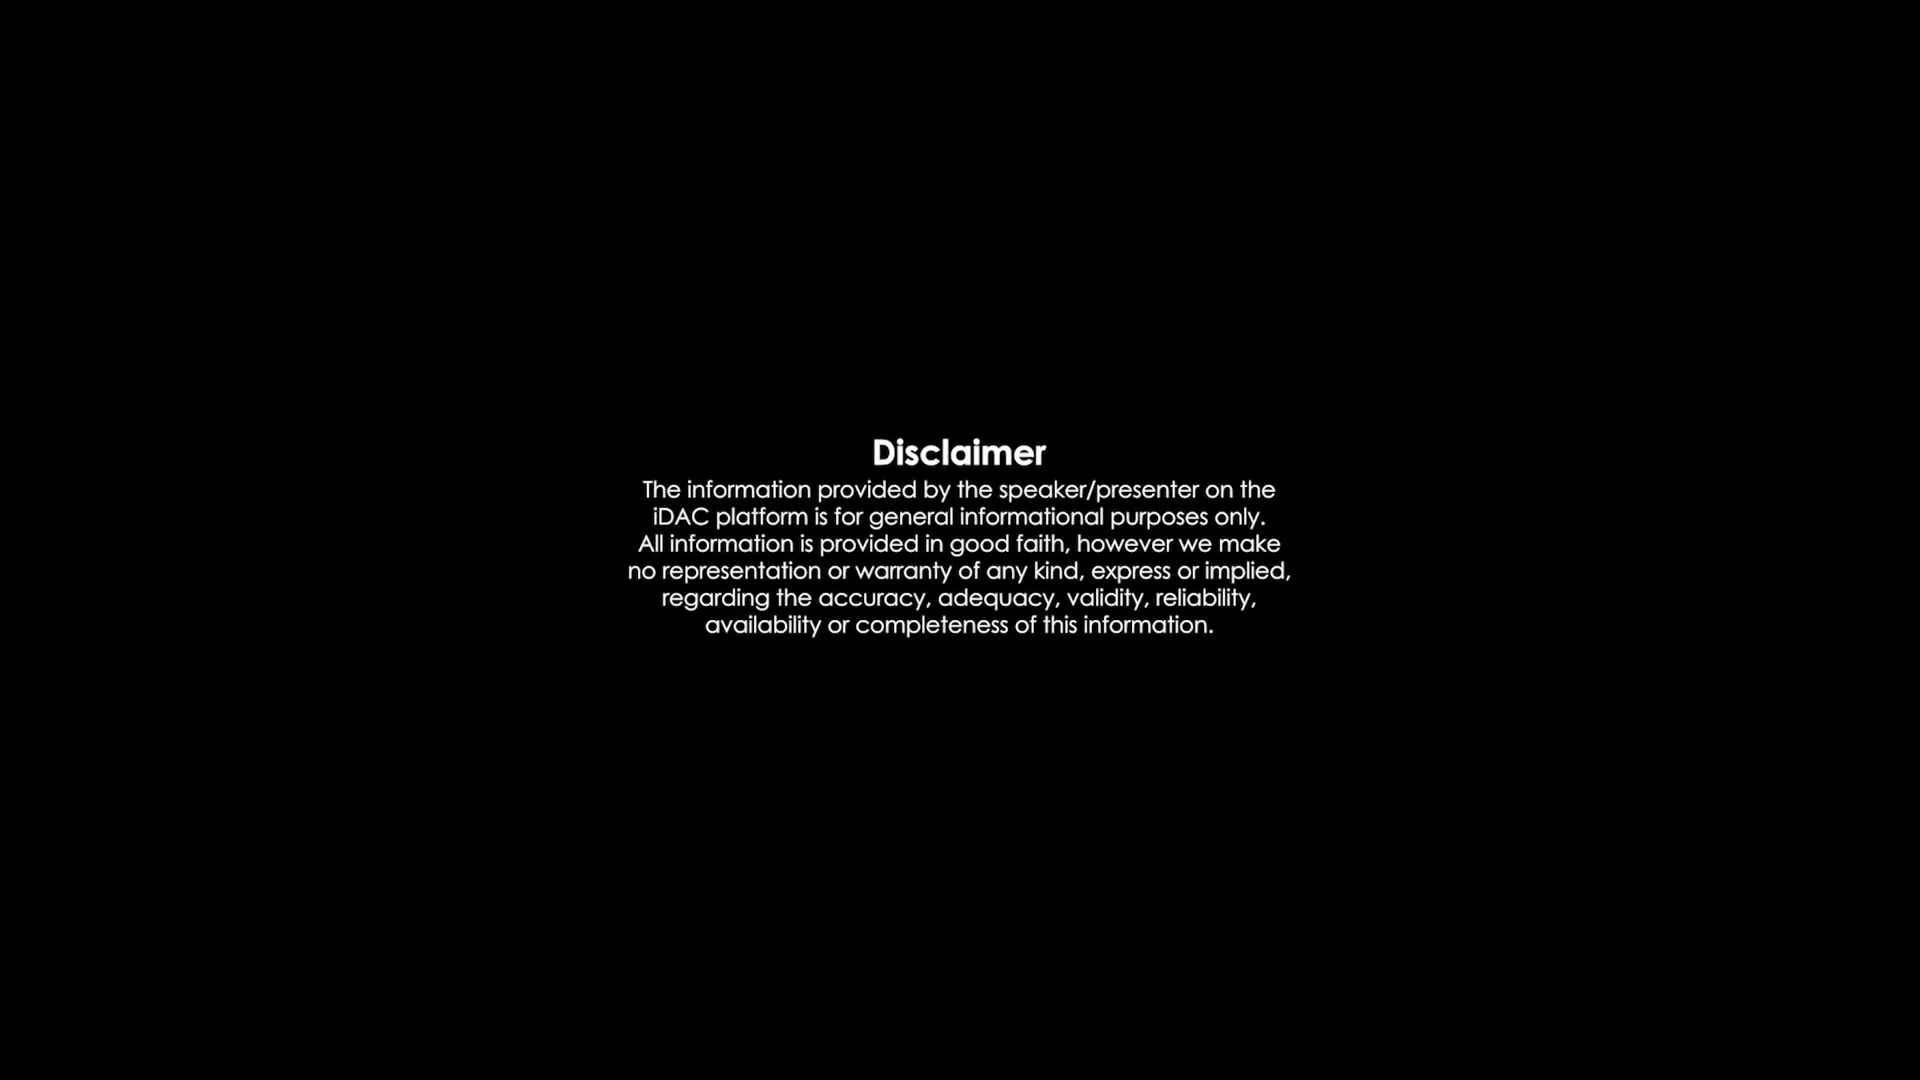 Disclaimer
The information provided by the speaker/presenter on the
iDAC platform is for general informational purposes only.
All information is provided in good faith, however we make
no representation or warranty of any kind, express or implied,
regarding the accuracy, adequacy, validity, reliability,
availability or completeness of this information.